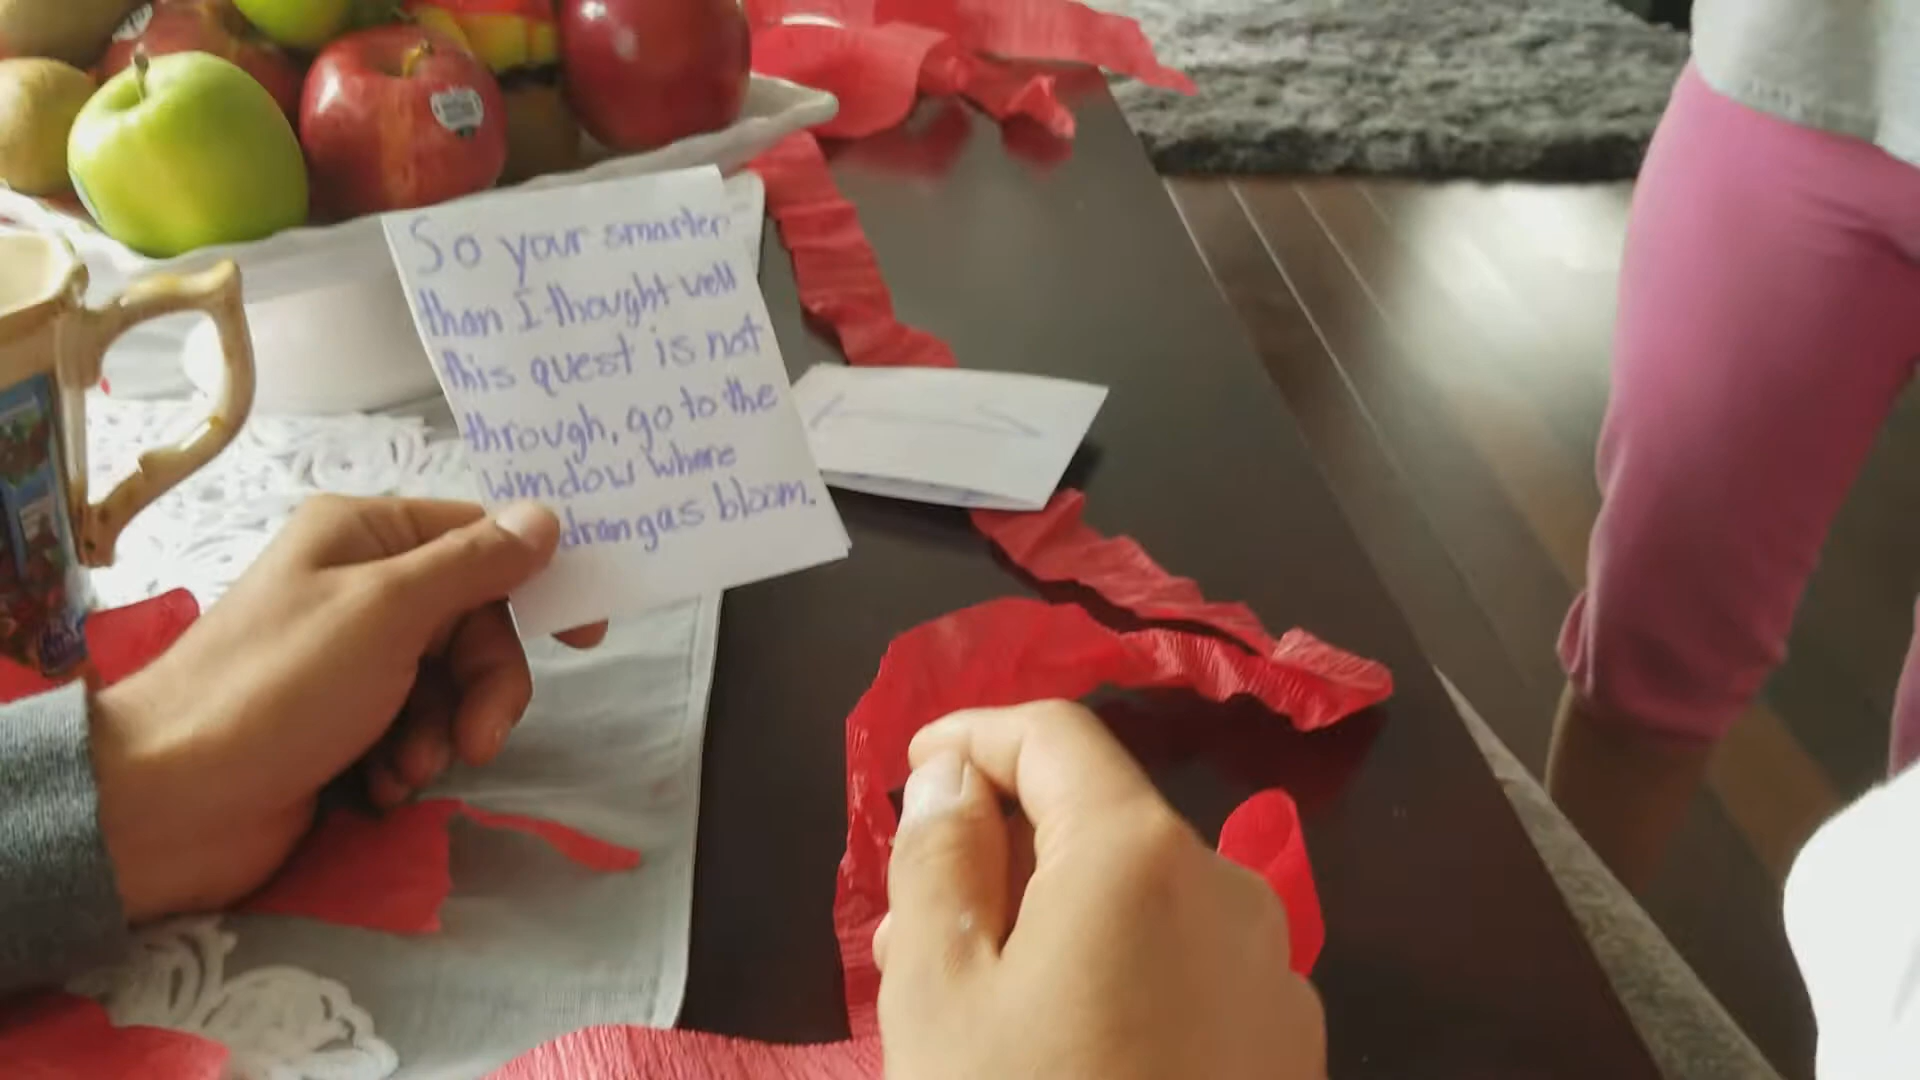 So your smarter
than I thought well
this quest is not
through, go to the
window where
drangas bloom.